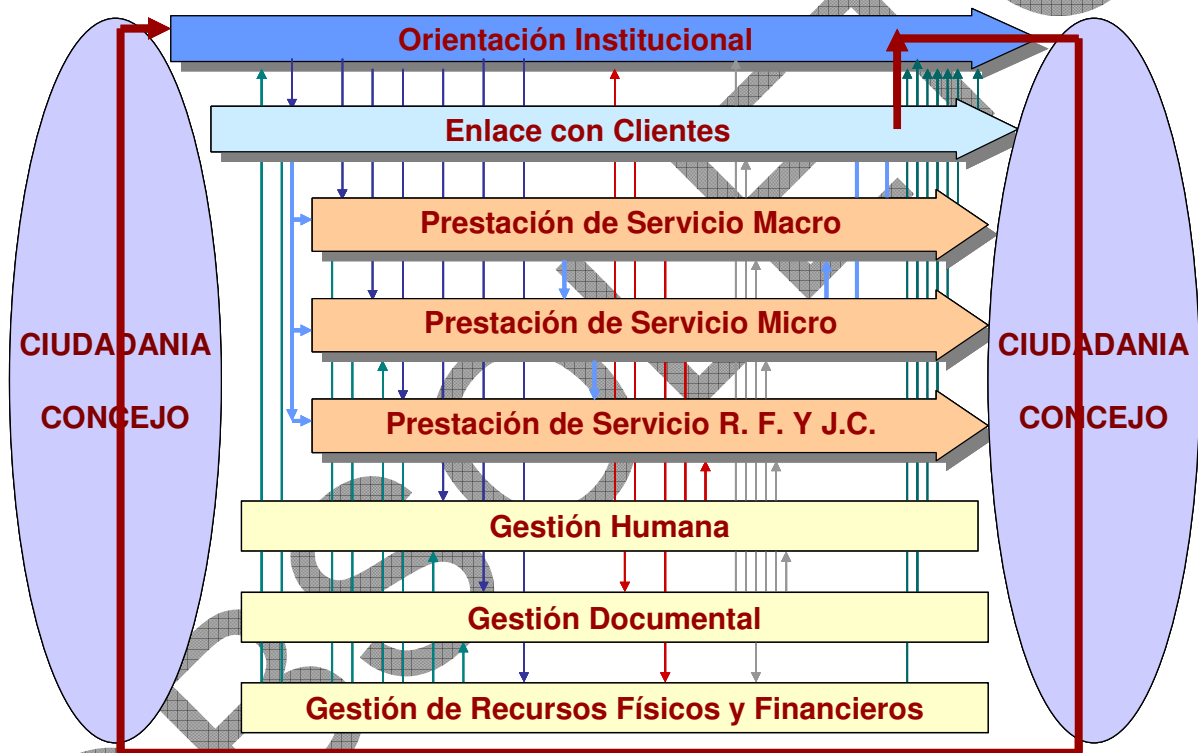 Orientación Institucional
Enlace con Clientes
Prestación de Servicio Macro
Prestación de Servicio Micro
Prestación de Servicio R. F. Y J.C.
Gestión Humana
Gestión Documental
Gestión de Recursos Físicos y Financieros
CIUDADANIA
CONCEJO
CIUDADANIA
CONCEJO